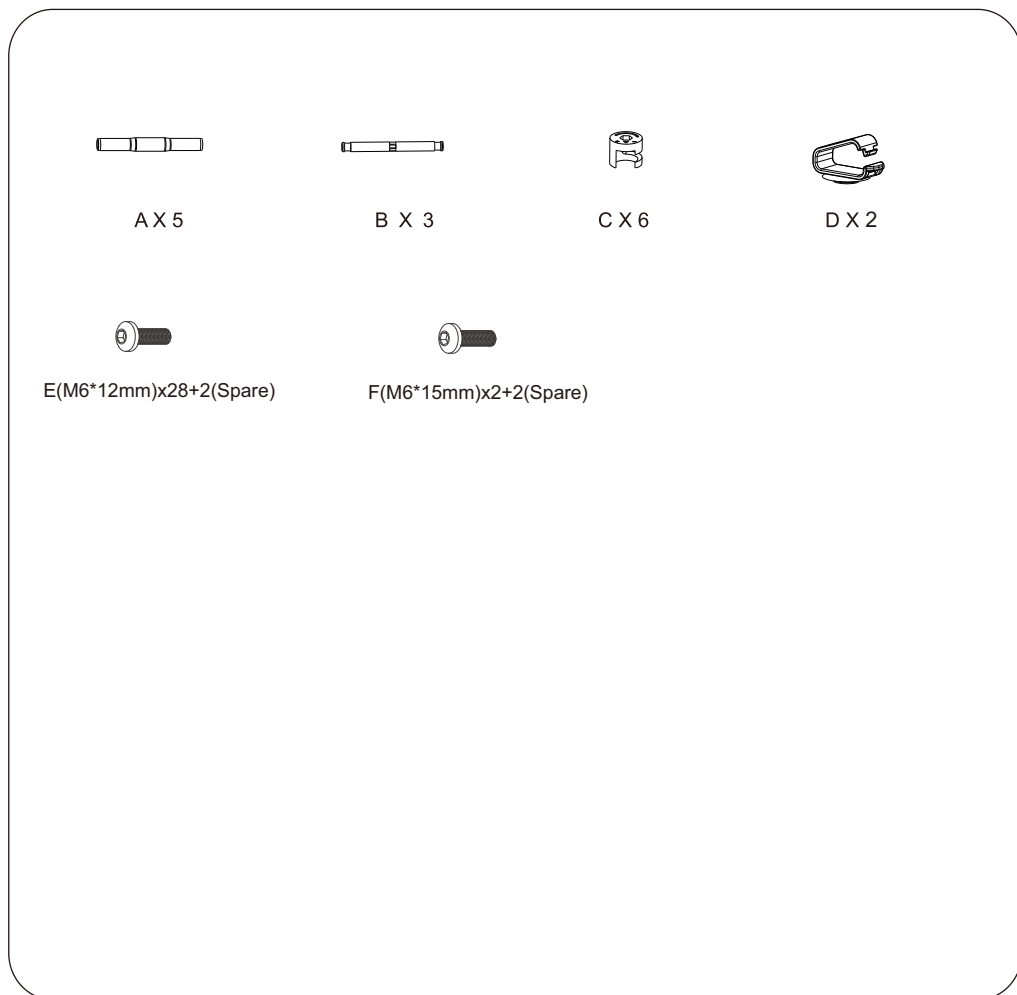 A X 5
B X 3
C X 6
D X 2
E(M6*12mm)x28+2(Spare)
F(M6*15mm)x2+2(Spare)